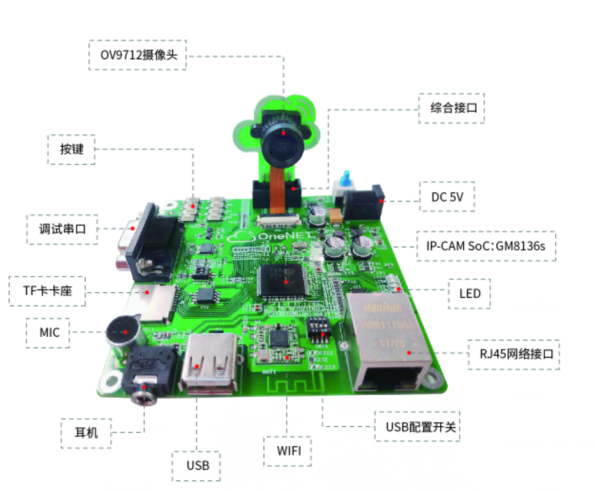 OV9712摄像头
综合接口
按键
DC 5V
调试串口
OneNET
IP-CAM SoC:GM8136s
TF卡卡座
LED
MIC
RJ45网络接口
耳机
USB配置开关
WIFI
USB